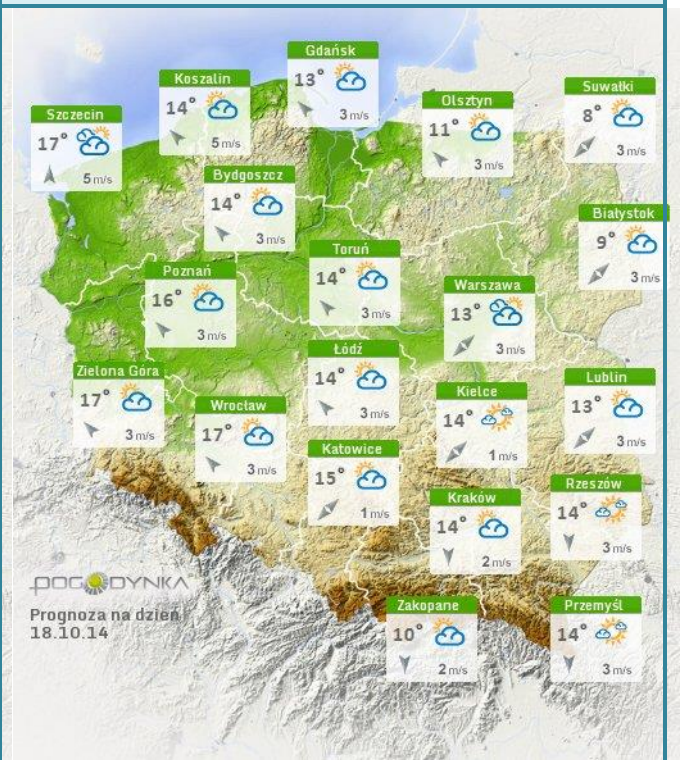 Gdańsk
13°
3 m/s
Koszalin
14°
5 m/s
Suwałki
8°
3 m/s
Olsztyn
11°
3 m/s
Szczecin
17°
5 m/s
Bydgoszcz
14°
3 m/s
Białystok
9°
3 m/s
Toruń
14°
3 m/s
Poznań
16°
3 m/s
Warszawa
13°
3 m/s
Łódź
14°
3 m/s
Zielona Góra
17°
3 m/s
Lublin
13°
3 m/s
Kielce
14°
1 m/s
Wrocław
17°
3 m/s
Katowice
15°
1 m/s
Rzeszów
14°
3 m/s
Kraków
14°
2 m/s
POGODYNKA
Prognoza na dzień
18.10.14
Zakopane
10°
2 m/s
Przemyśl
14°
3 m/s